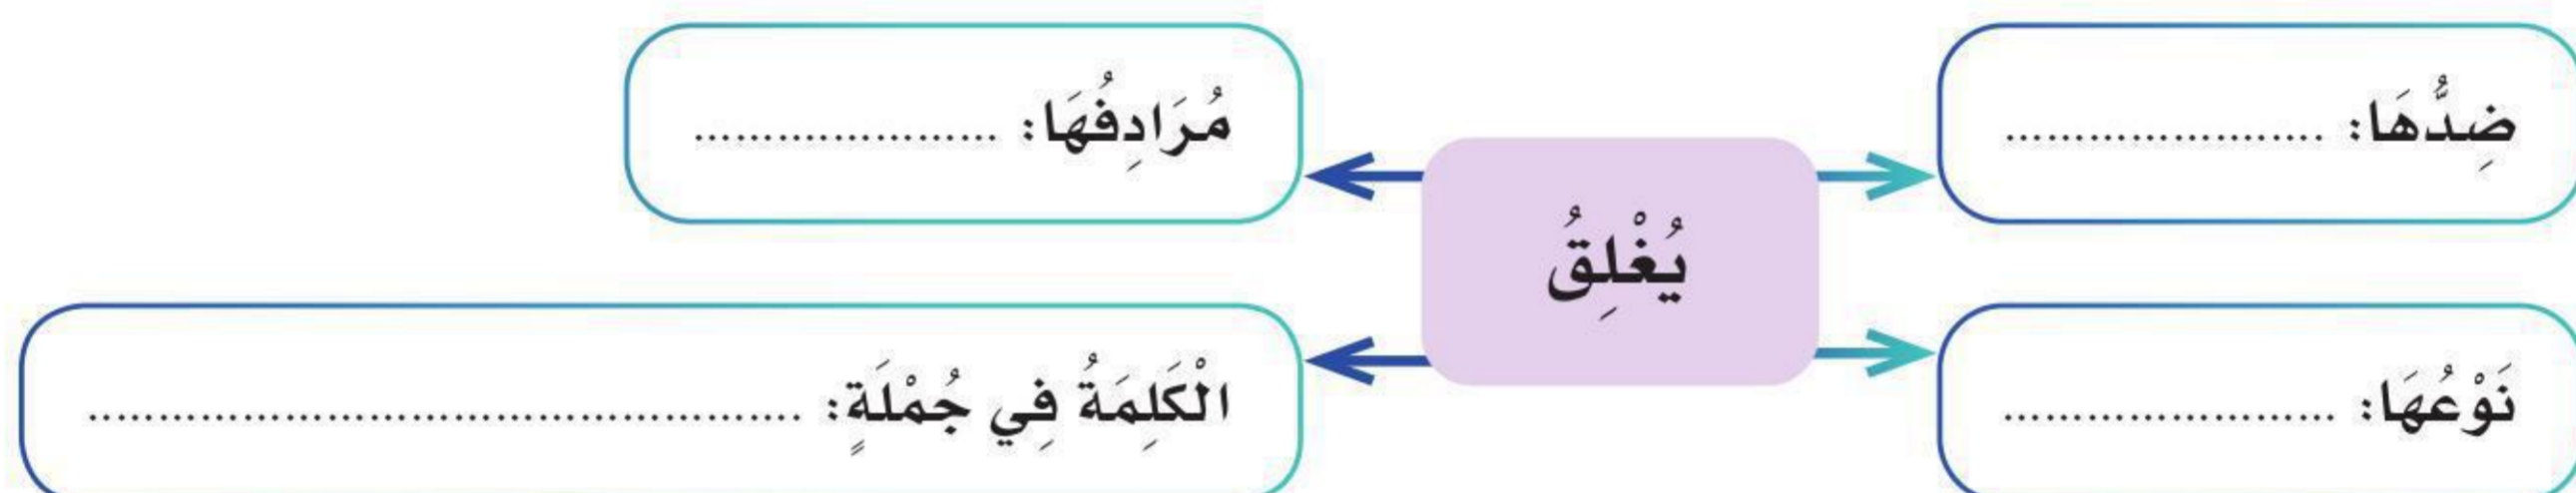 ضِدُّهَا: ......................
مُرَادِفُهَا: ......................
يُغْلِقُ
نَوْعُهَا: ......................
الْكَلِمَةُ فِي جُمْلَةٍ: ..................................................